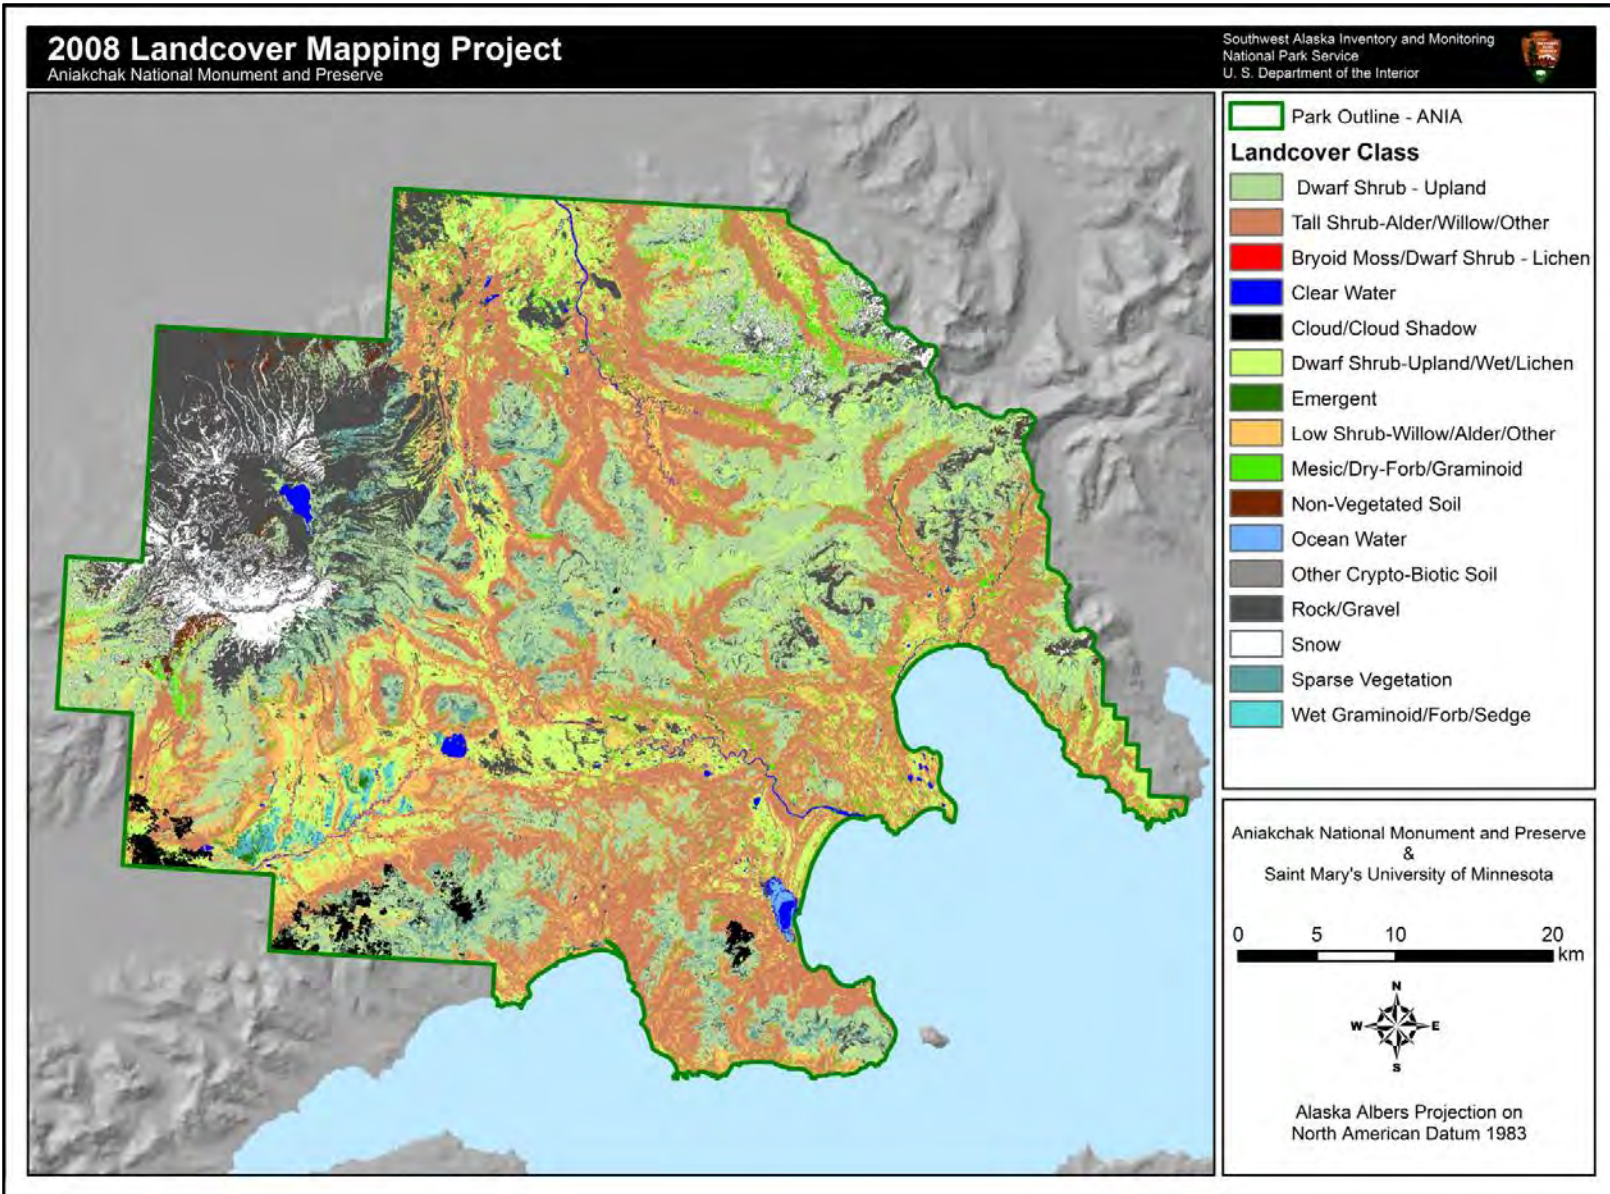 2008 Landcover Mapping Project
Aniakchak National Monument and Preserve
Southwest Alaska Inventory and Monitoring
National Park Service
U. S. Department of the Interior
Park Outline - ANIA
Landcover Class
Dwarf Shrub - Upland
Tall Shrub-Alder/Willow/Other
Bryoid Moss/Dwarf Shrub - Lichen
Clear Water
Cloud/Cloud Shadow
Dwarf Shrub-Upland/Wet/Lichen
Emergent
Low Shrub-Willow/Alder/Other
Mesic/Dry-Forb/Graminoid
Non-Vegetated Soil
Ocean Water
Other Crypto-Biotic Soil
Rock/Gravel
Snow
Sparse Vegetation
Wet Graminoid/Forb/Sedge
Aniakchak National Monument and Preserve
&
Saint Mary's University of Minnesota
0 5 10 20
km
N
W E
S
Alaska Albers Projection on
North American Datum 1983